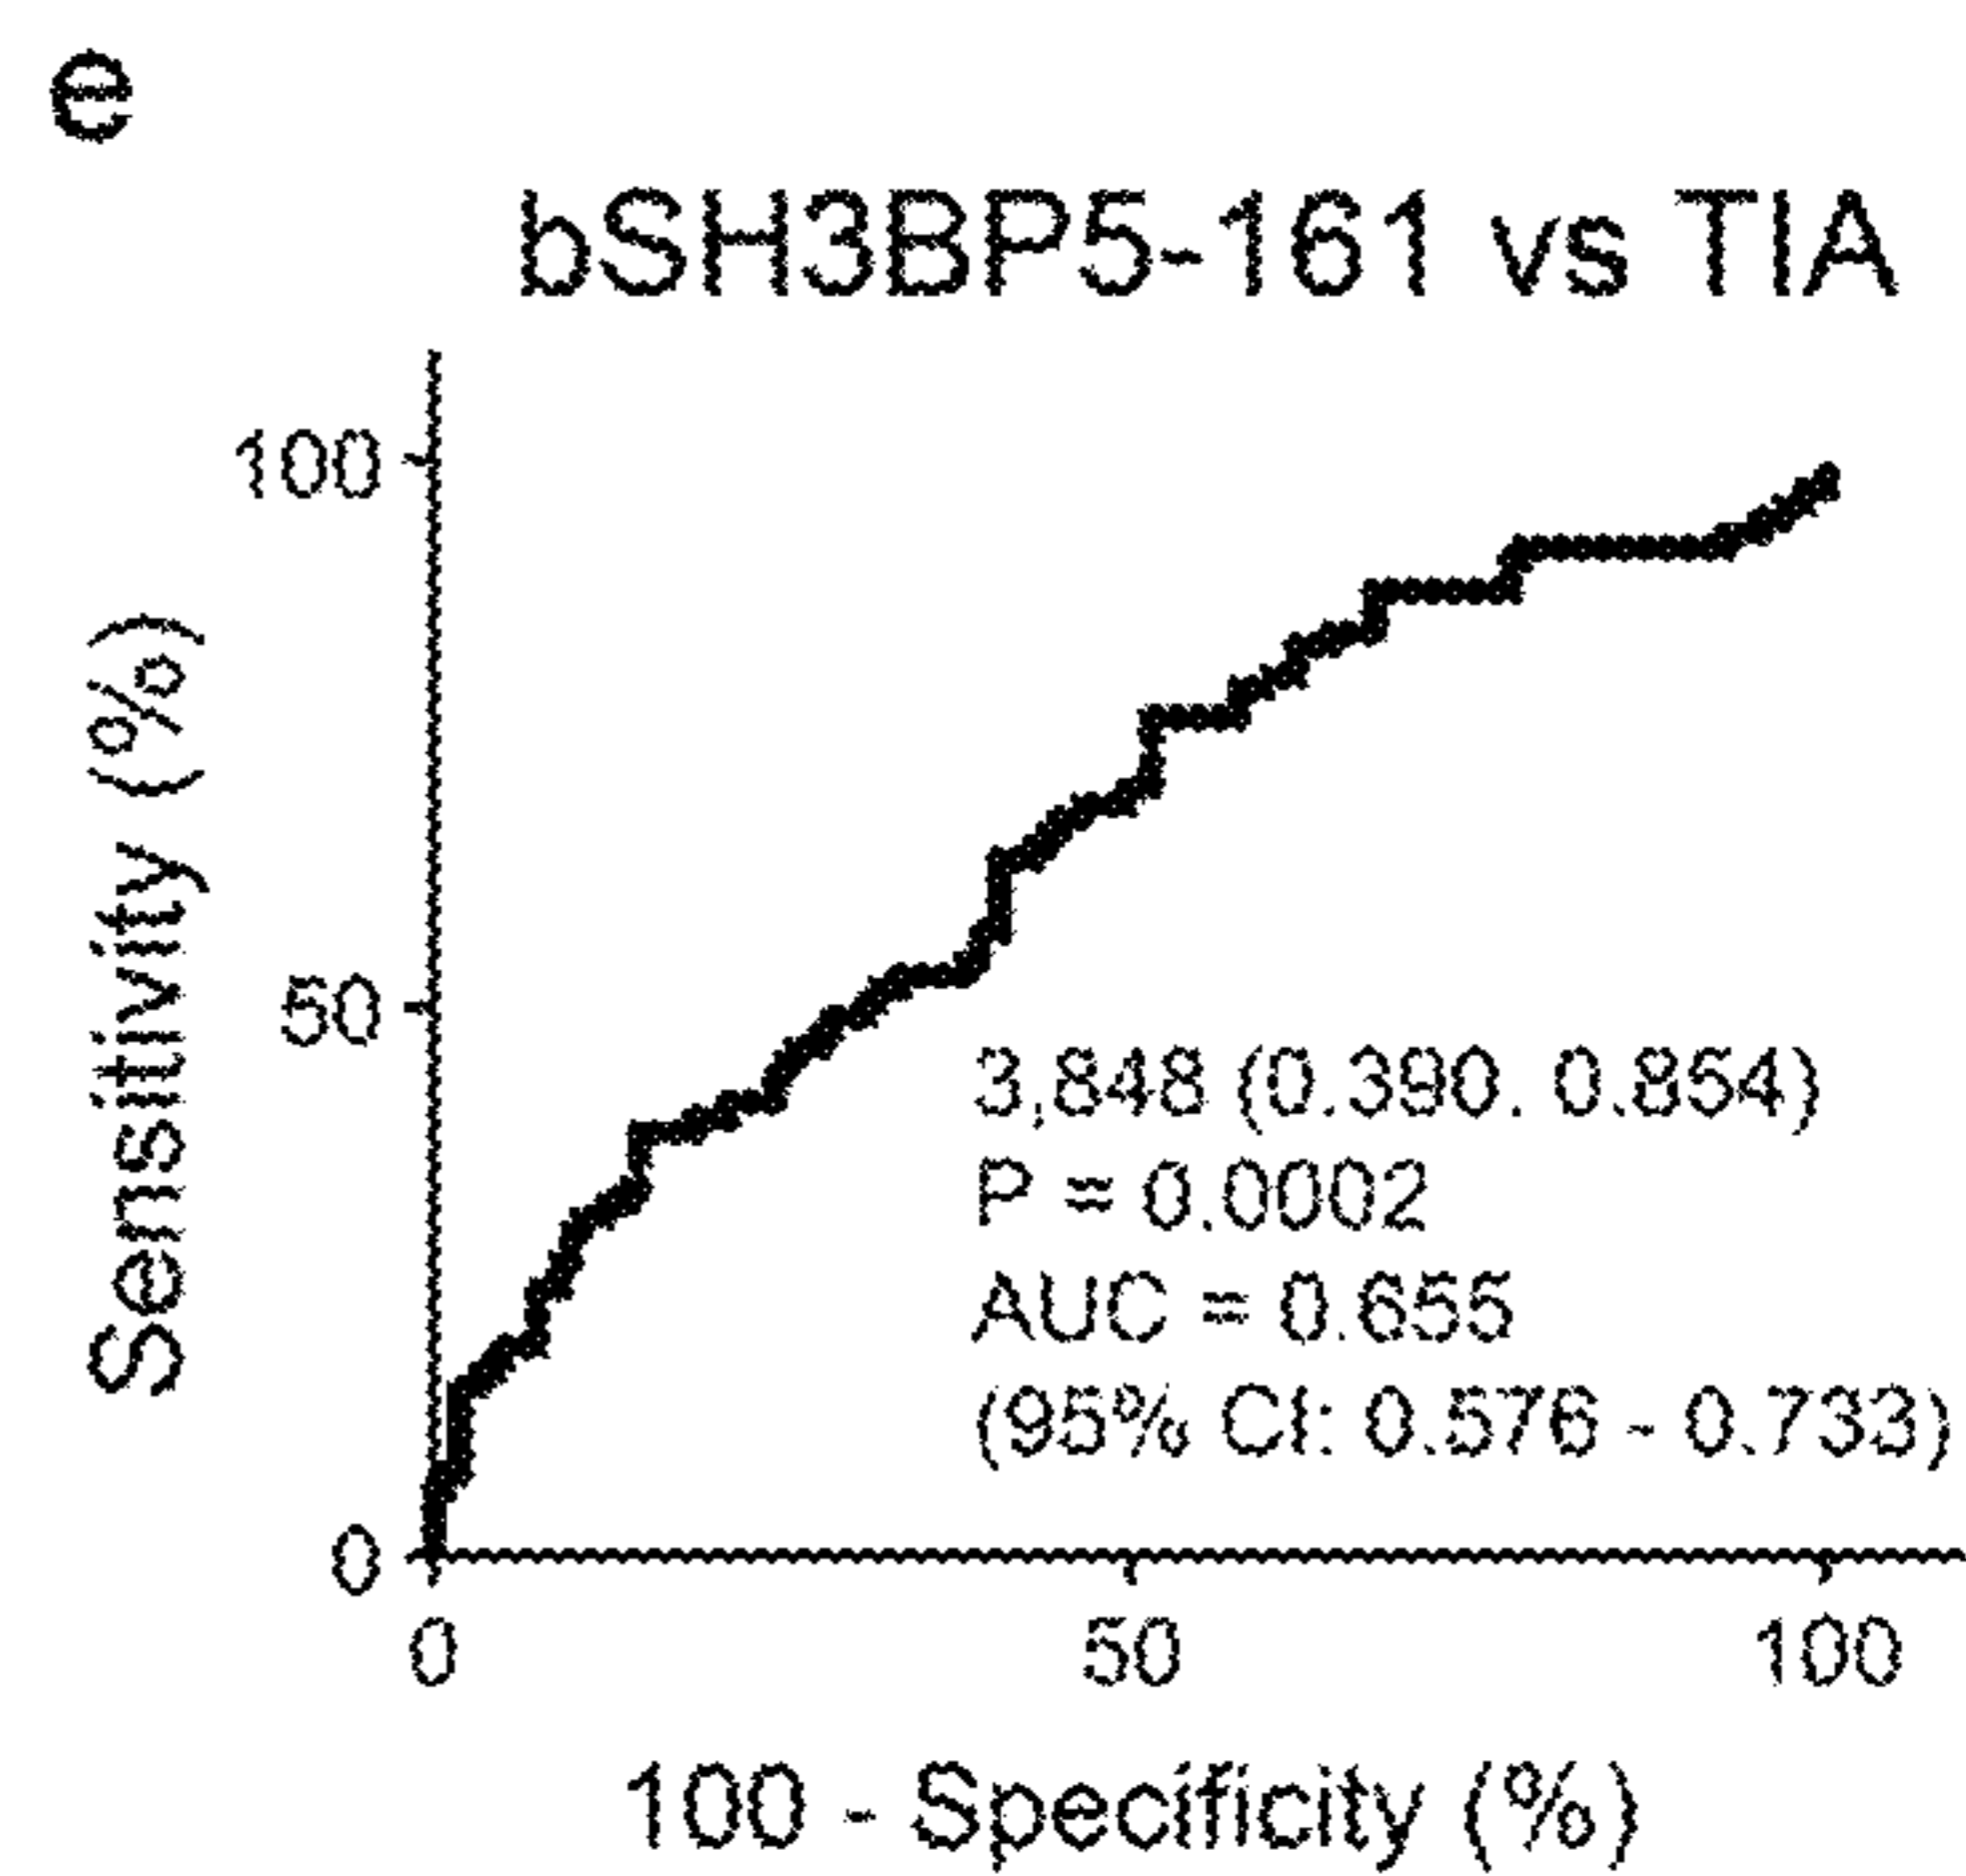 e
bSH3BP5-161 vs TIA
Sensitivity (%)
100
50
0
3,848 (0.390. 0.854)
P = 0.0002
AUC = 0.655
(95% CI: 0.576 - 0.733)
0 50 100
100 - Specificity (%)